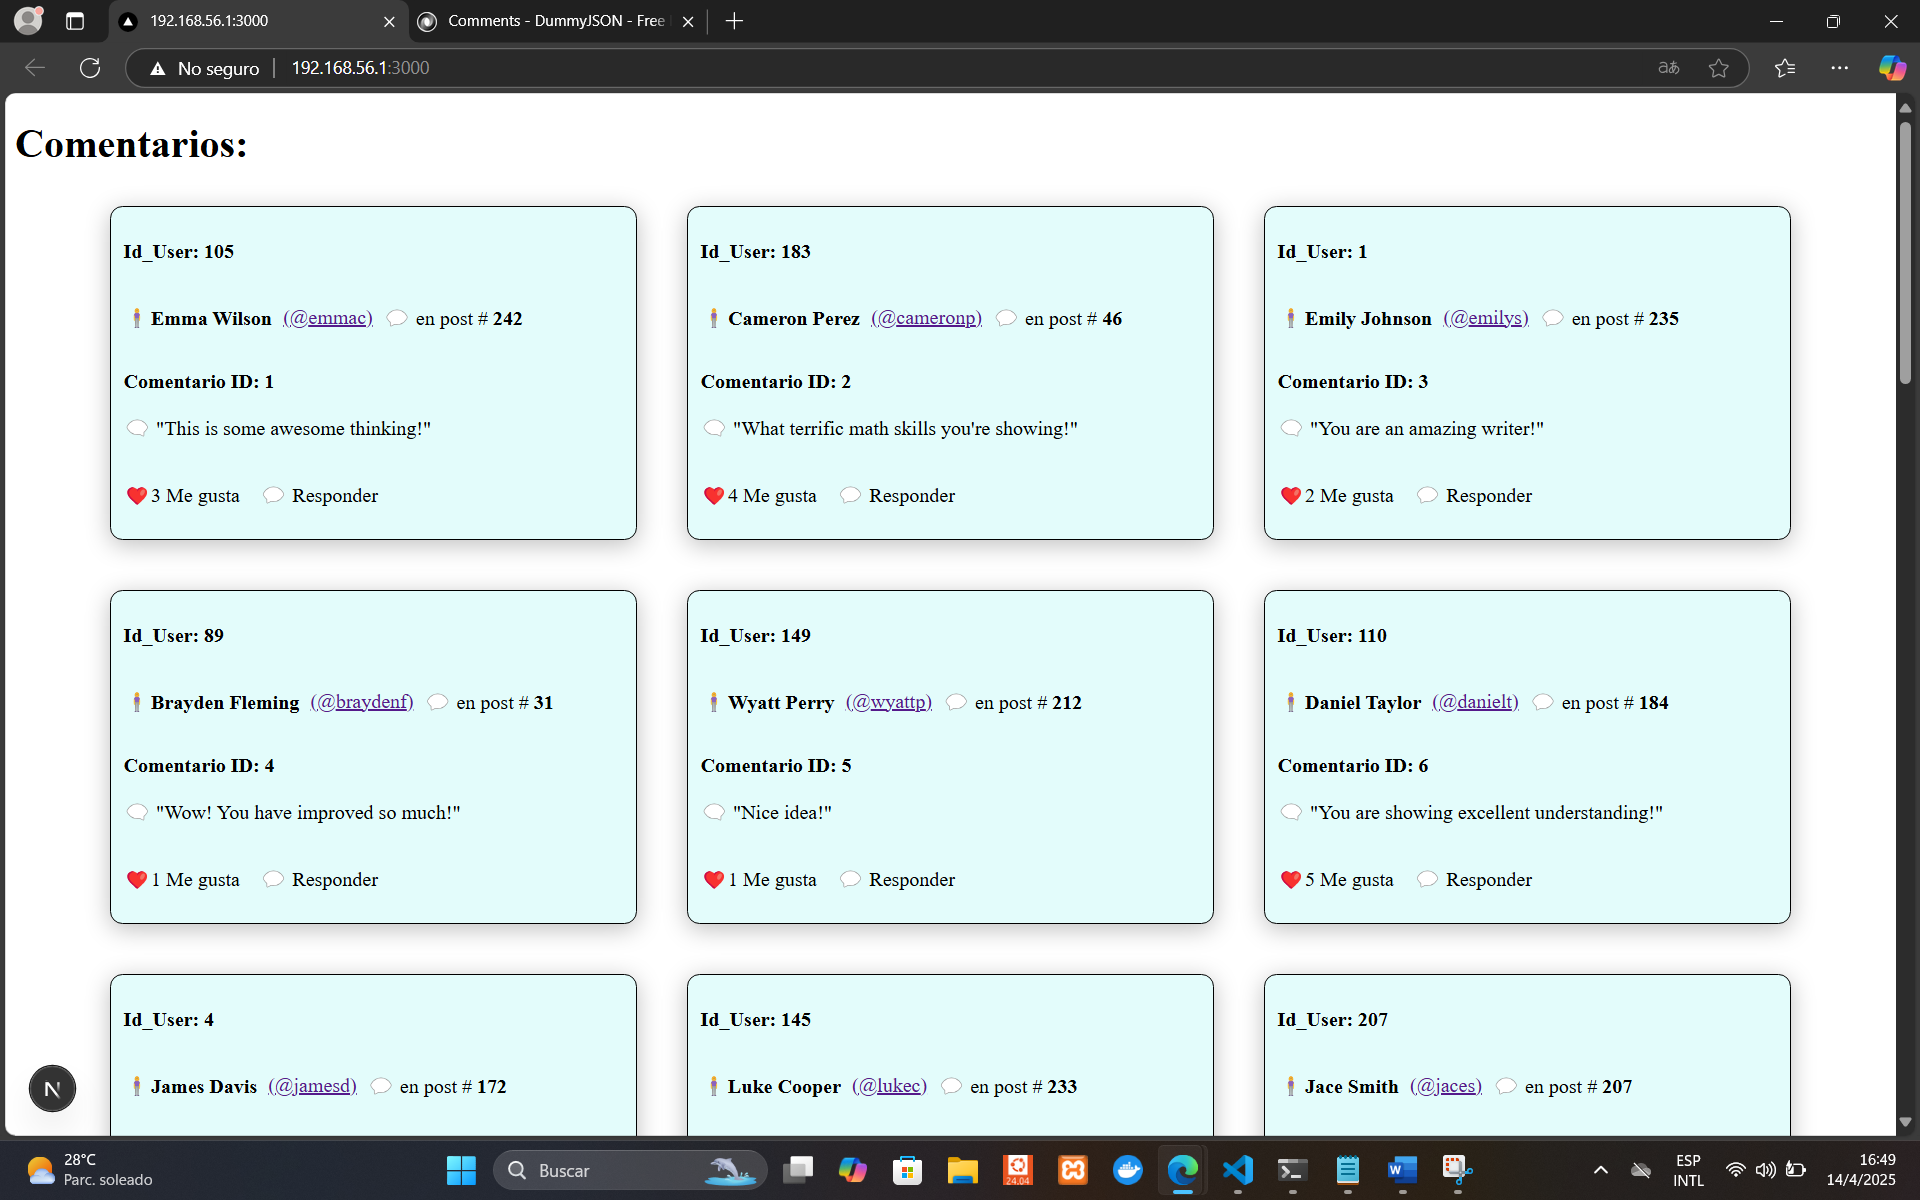 192.168.56.1:3000
Comments - DummyJSON - Free
No seguro
192.168.56.1:3000
Comentarios:
Id_User: 105
Emma Wilson (@emmac) en post # 242
Comentario ID: 1
"This is some awesome thinking!"
3 Me gusta Responder
Id_User: 183
Cameron Perez (@cameronp) en post # 46
Comentario ID: 2
"What terrific math skills you're showing!"
4 Me gusta Responder
Id_User: 1
Emily Johnson (@emilys) en post # 235
Comentario ID: 3
"You are an amazing writer!"
2 Me gusta Responder
Id_User: 89
Brayden Fleming (@braydenf) en post # 31
Comentario ID: 4
"Wow! You have improved so much!"
1 Me gusta Responder
Id_User: 149
Wyatt Perry (@wyattp) en post # 212
Comentario ID: 5
"Nice idea!"
1 Me gusta Responder
Id_User: 110
Daniel Taylor (@danielt) en post # 184
Comentario ID: 6
"You are showing excellent understanding!"
5 Me gusta Responder
Id_User: 4
James Davis (@jamesd) en post # 172
Id_User: 145
Luke Cooper (@lukec) en post # 233
Id_User: 207
Jace Smith (@jaces) en post # 207
N
28°C
Parc. soleado
Buscar
24.04
ESP
INTL
16:49
14/4/2025